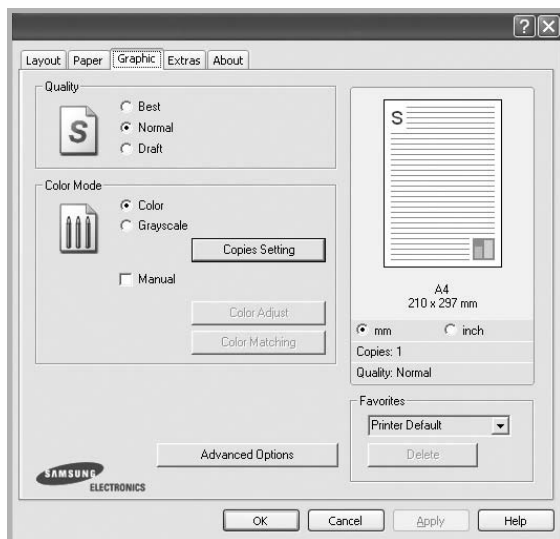 Layout Paper Graphic Extras About
Quality
S
Best
Normal
Draft
Color Mode
Color
Grayscale
Copies Setting
Manual
Color Adjust
Color Matching
S
A4
210 x 297 mm
mm inch
Copies: 1
Quality: Normal
Favorites
Printer Default
Delete
Advanced Options
SAMSUNG
ELECTRONICS
OK Cancel Apply Help